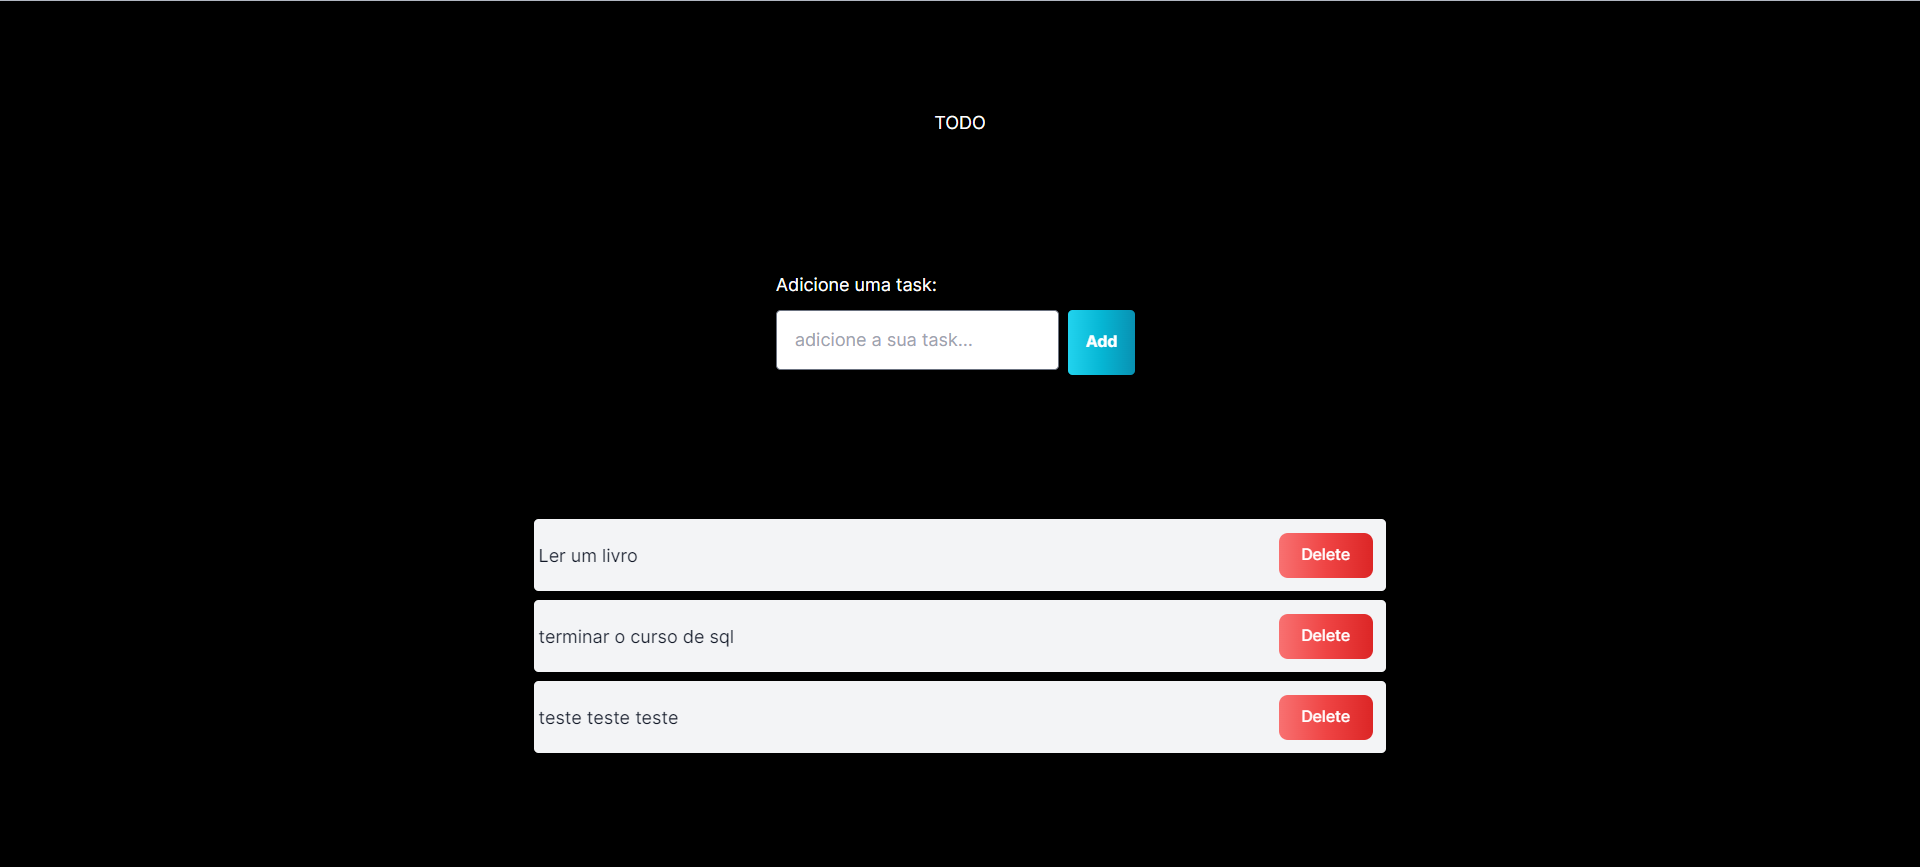 TODO
Adicione uma task:
adicione a sua task...
Add
Ler um livro
Delete
terminar o curso de sql
Delete
teste teste teste
Delete